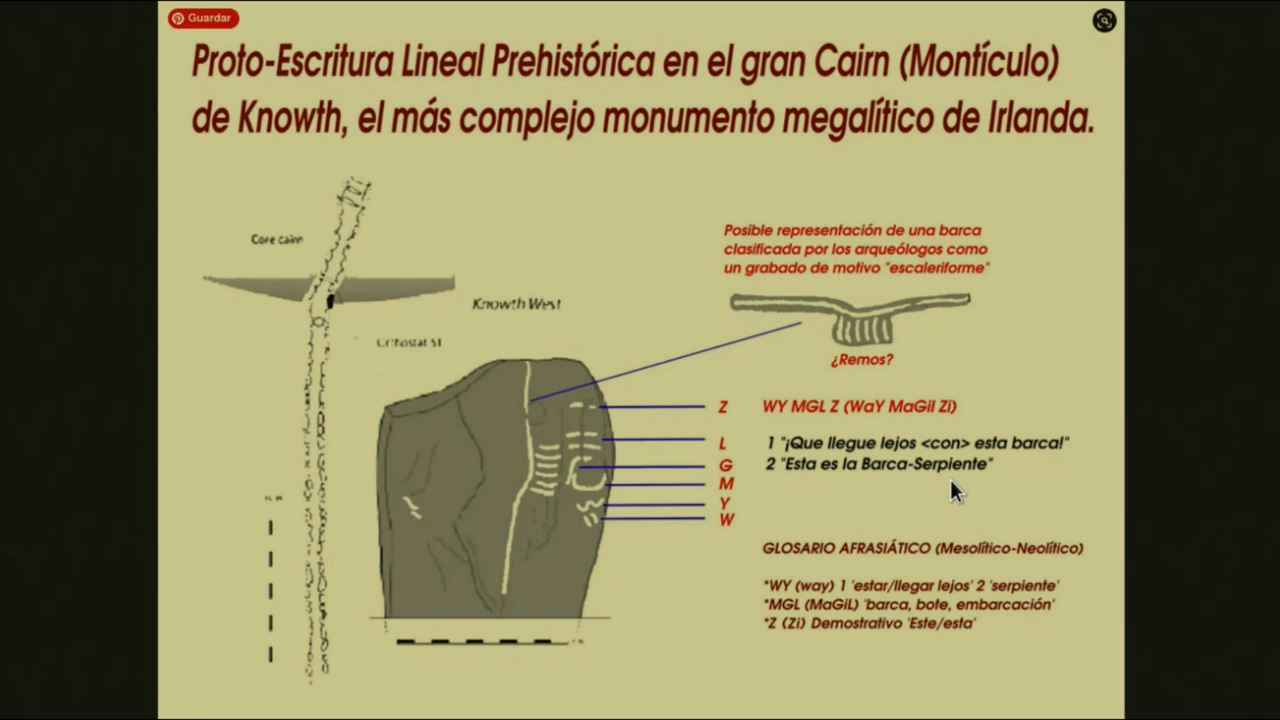 Guardar
Proto-Escritura Lineal Prehistórica en el gran Cairn (Montículo)
de Knowth, el más complejo monumento megalítico de Irlanda.
Core cairn
Knowth West
Orthostat 51
Posible representación de una barca
clasificada por los arqueólogos como
un grabado de motivo "escaleriforme"
¿Remos?
Z
L
G
M
Y
W
WY MGL Z (WaY MaGil Zi)
1 "¡Que llegue lejos <con> esta barca!"
2 "Esta es la Barca-Serpiente"
GLOSARIO AFRASIÁTICO (Mesolítico-Neolítico)
*WY (way) 1 'estar/llegar lejos' 2 'serpiente'
*MGL (MaGiL) 'barca, bote, embarcación'
*Z (Zi) Demostrativo 'Este/esta'